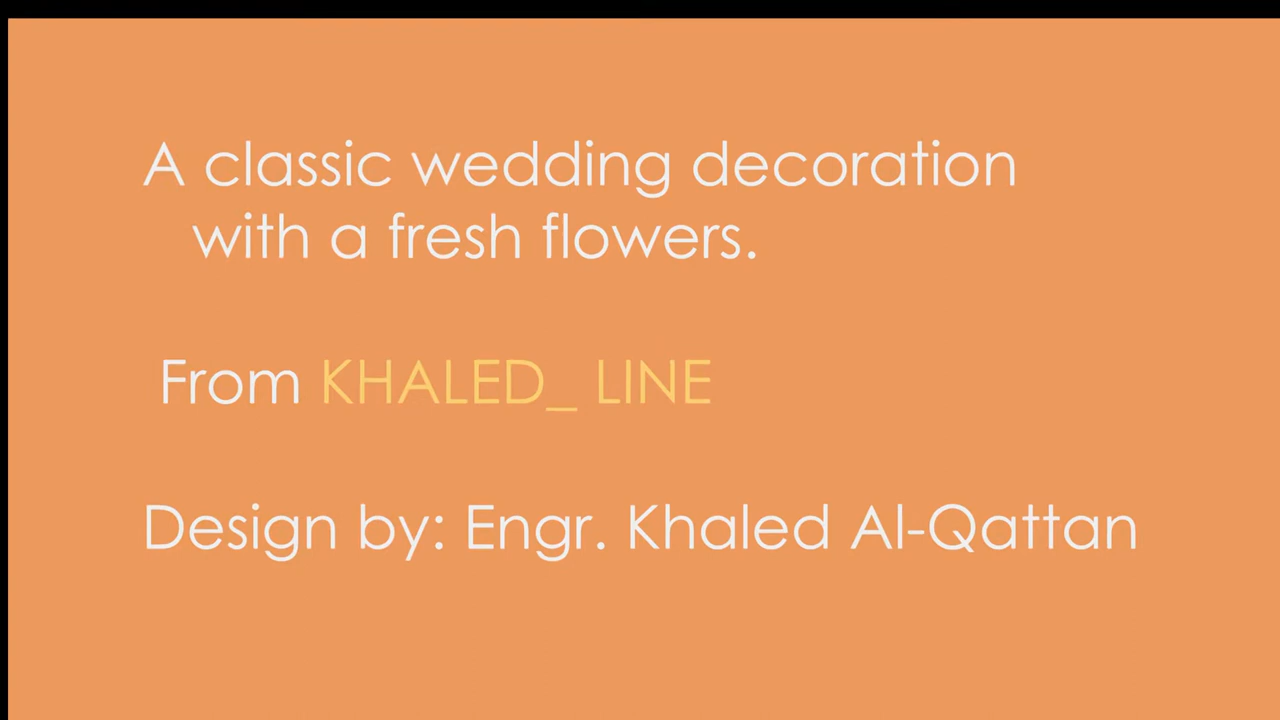 A classic wedding decoration
with a fresh flowers.
From KHALED_ LINE
Design by: Engr. Khaled Al-Qattan